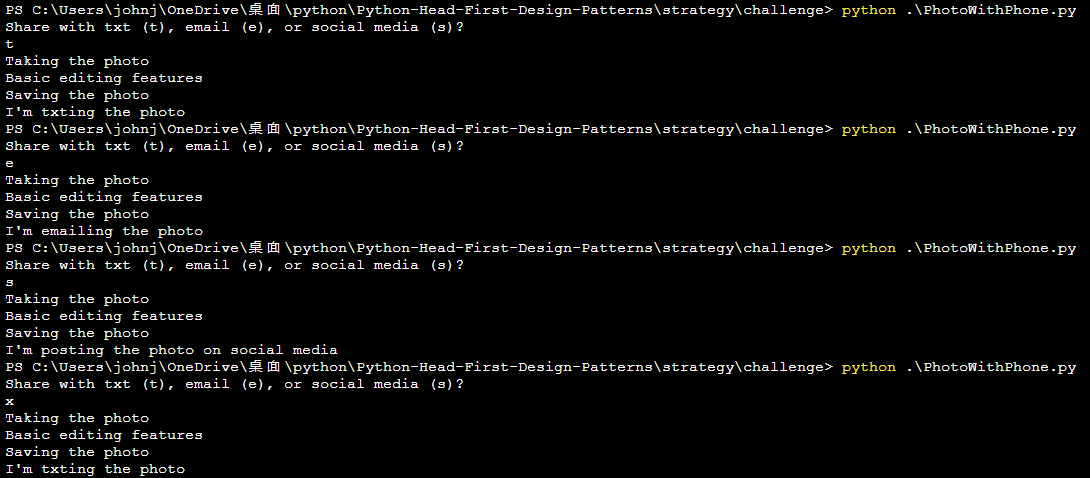 PS C:\Users\johnj\OneDrive\桌面\python\Python-Head-First-Design-Patterns\strategy\challenge> python .\PhotoWithPhone.py
Share with txt (t), email (e), or social media (s)?
t
Taking the photo
Basic editing features
Saving the photo
I'm txting the photo
PS C:\Users\johnj\OneDrive\桌面\python\Python-Head-First-Design-Patterns\strategy\challenge> python .\PhotoWithPhone.py
Share with txt (t), email (e), or social media (s)?
e
Taking the photo
Basic editing features
Saving the photo
I'm emailing the photo
PS C:\Users\johnj\OneDrive\桌面\python\Python-Head-First-Design-Patterns\strategy\challenge> python .\PhotoWithPhone.py
Share with txt (t), email (e), or social media (s)?
s
Taking the photo
Basic editing features
Saving the photo
I'm posting the photo on social media
PS C:\Users\johnj\OneDrive\桌面\python\Python-Head-First-Design-Patterns\strategy\challenge> python .\PhotoWithPhone.py
Share with txt (t), email (e), or social media (s)?
x
Taking the photo
Basic editing features
Saving the photo
I'm txting the photo